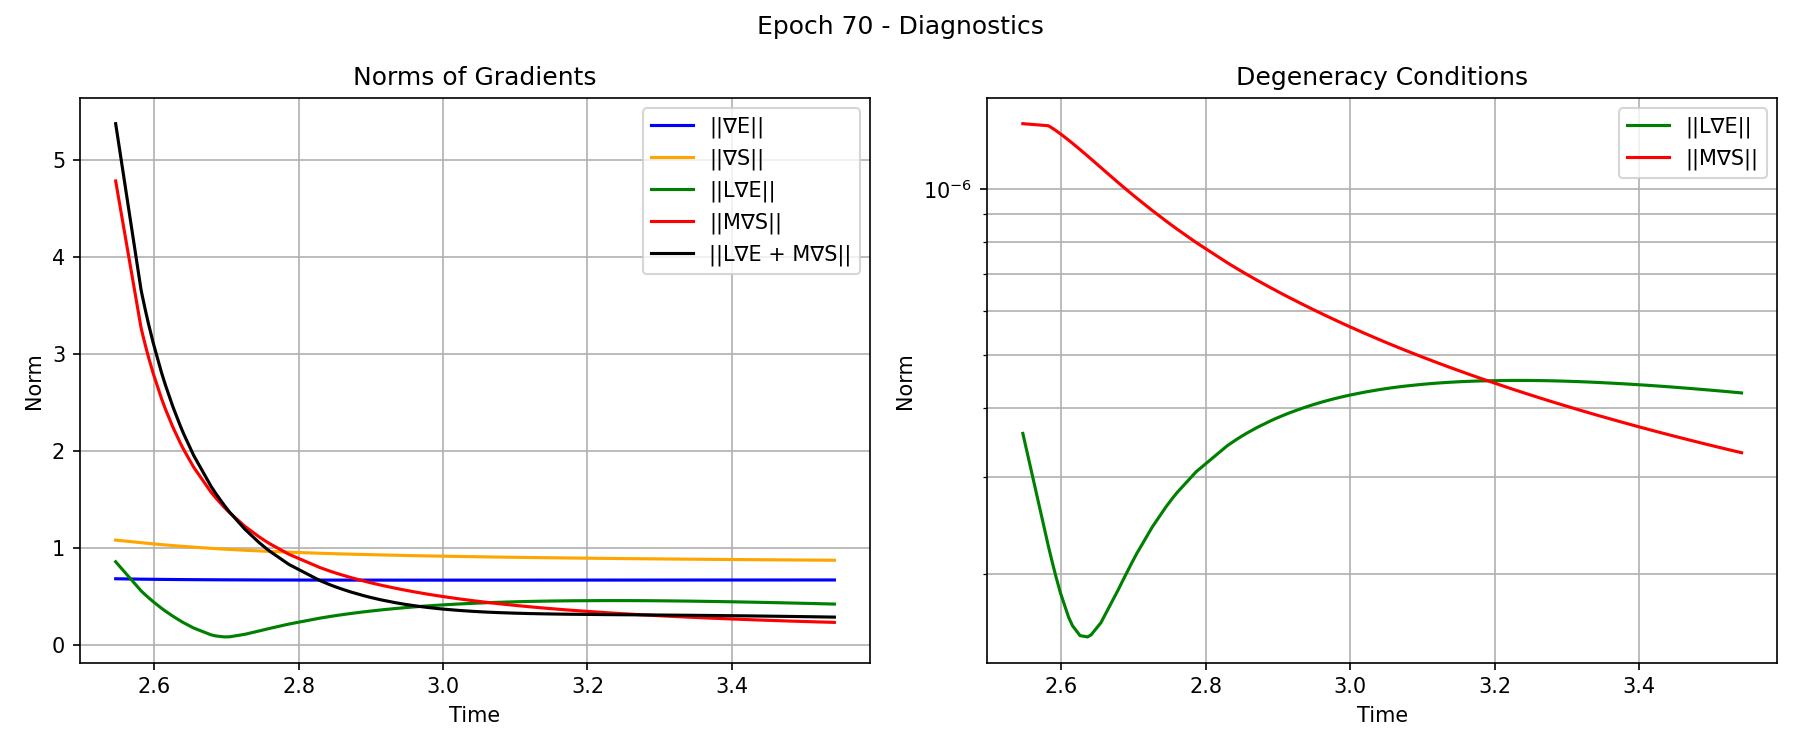 Epoch 70 - Diagnostics
Norms of Gradients
Norm
5
4
3
2
1
0
||∇E||
||∇S||
||L∇E||
||M∇S||
||L∇E + M∇S||
2.6 2.8 3.0 3.2 3.4
Time
Degeneracy Conditions
Norm
10⁻⁶
||L∇E||
||M∇S||
2.6 2.8 3.0 3.2 3.4
Time